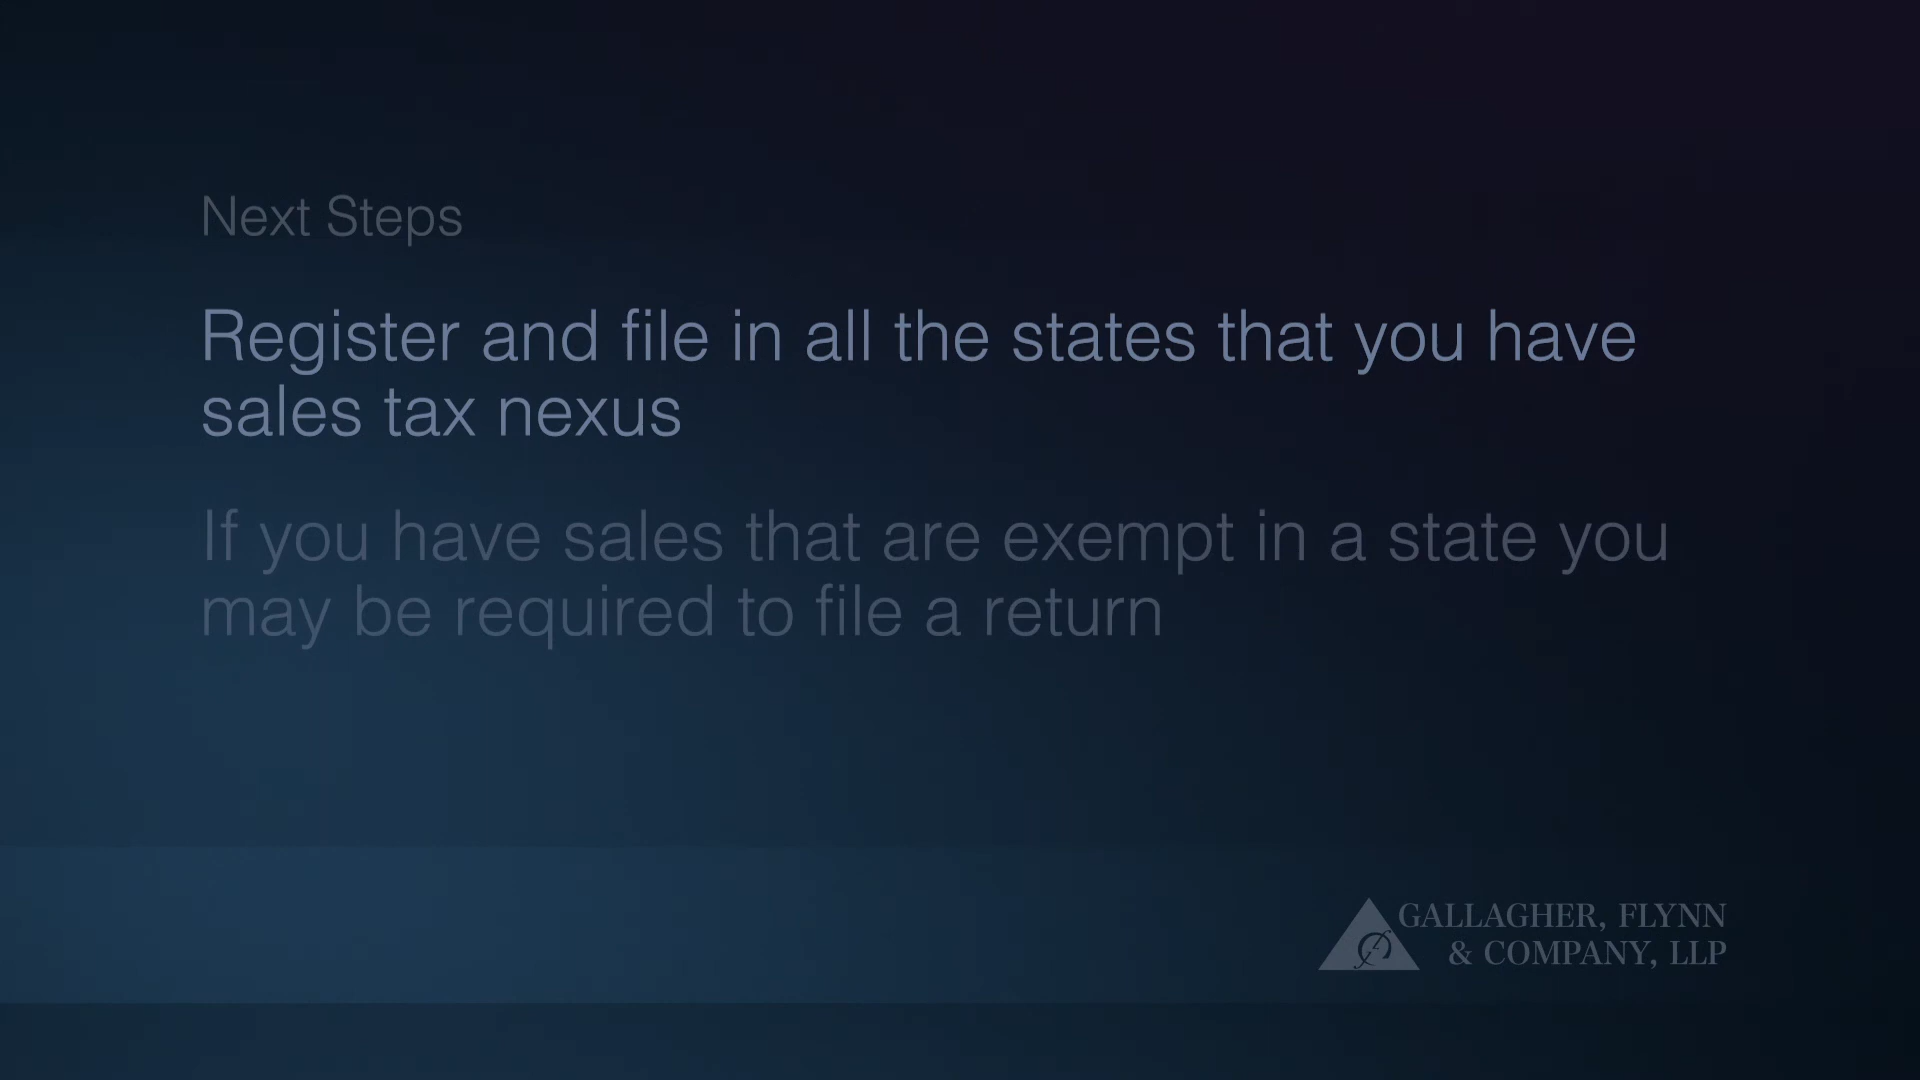 Next Steps
Register and file in all the states that you have
sales tax nexus
If you have sales that are exempt in a state you
may be required to file a return
GALLAGHER, FLYNN
& COMPANY, LLP